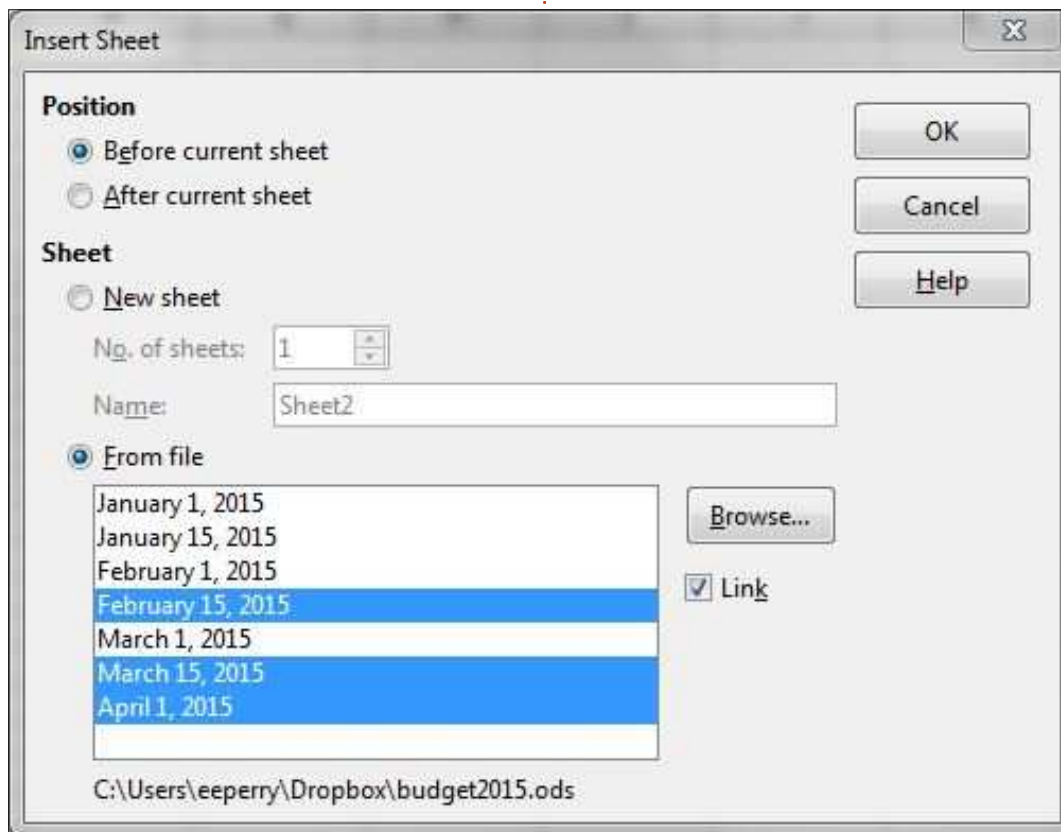 Insert Sheet
Position
Before current sheet
After current sheet
OK
Cancel
Help
Sheet
New sheet
No. of sheets: 1
Name: Sheet2
From file
January 1, 2015
January 15, 2015
February 1, 2015
February 15, 2015
March 1, 2015
March 15, 2015
April 1, 2015
Browse...
Link
C:\Users\eeperry\Dropbox\budget2015.ods